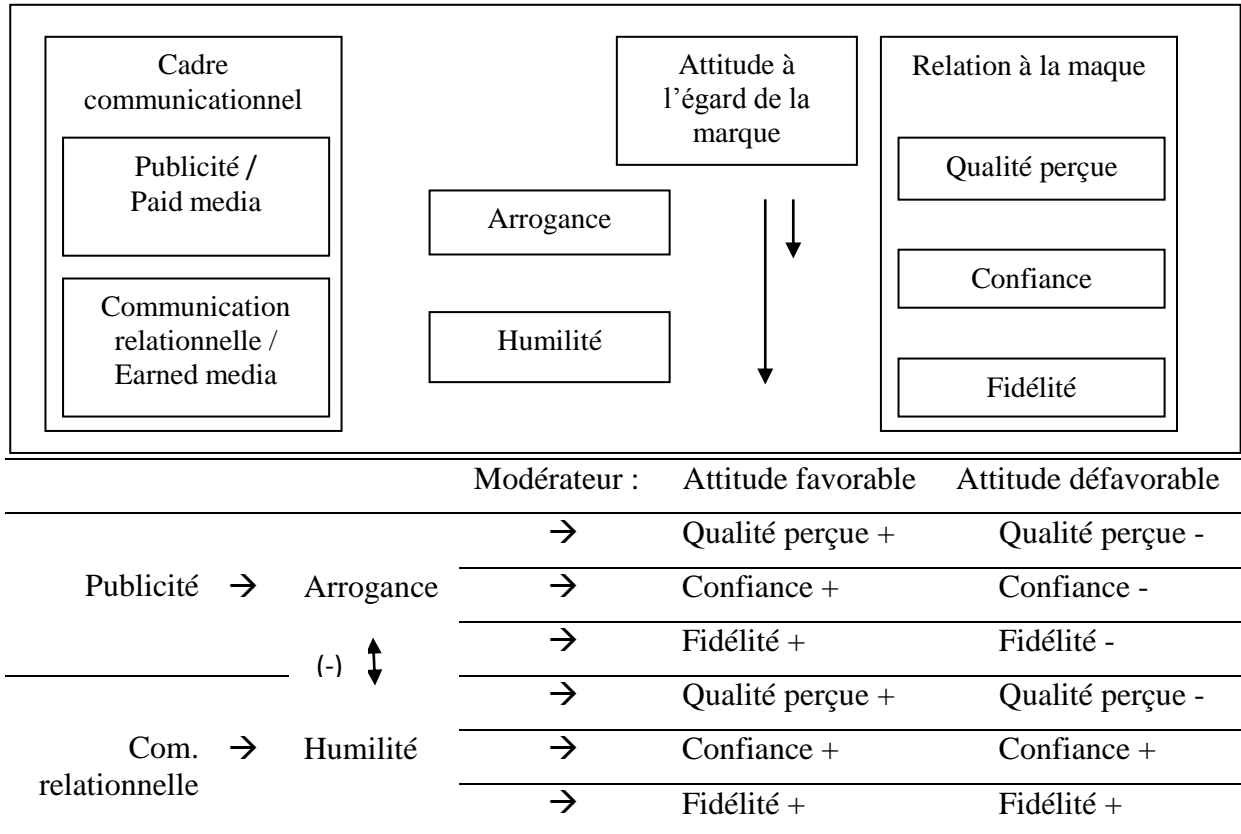 Cadre
communicationnel
Publicité /
Paid media
Communication
relationnelle /
Earned media
Arrogance
Humilité
Attitude à
l’égard de la
marque
Relation à la maque
Qualité perçue
Confiance
Fidélité
Modérateur : Attitude favorable Attitude défavorable
→ Qualité perçue + Qualité perçue -
Publicité → Arrogance → Confiance + Confiance -
→ Fidélité + Fidélité -
(-)
→ Qualité perçue + Qualité perçue -
Com. → Humilité → Confiance + Confiance +
relationnelle
→ Fidélité + Fidélité +